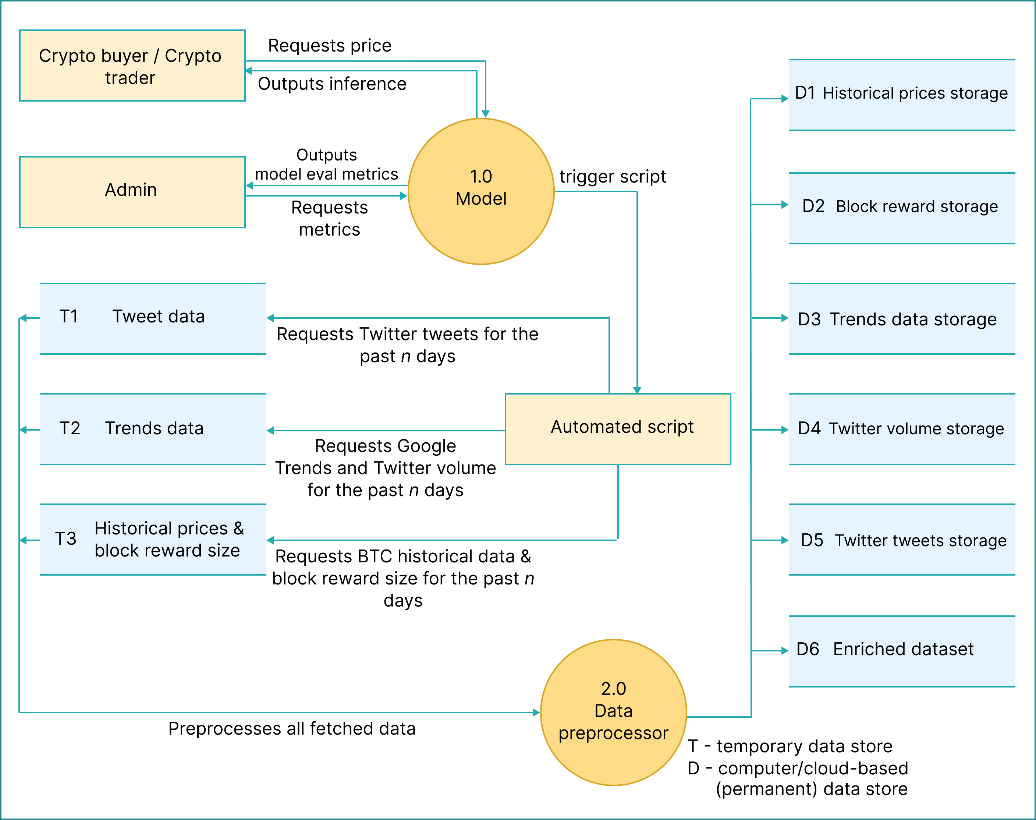 Crypto buyer / Crypto
trader
Requests price
Outputs inference
Admin
Outputs
model eval metrics
Requests
metrics
1.0
Model
trigger script
T1 Tweet data
Requests Twitter tweets for the
past n days
T2 Trends data
Requests Google
Trends and Twitter volume
for the past n days
Automated script
T3 Historical prices &
block reward size
Requests BTC historical data &
block reward size for the past n
days
Preprocesses all fetched data
2.0
Data
preprocessor
D1 Historical prices storage
D2 Block reward storage
D3 Trends data storage
D4 Twitter volume storage
D5 Twitter tweets storage
D6 Enriched dataset
T - temporary data store
D - computer/cloud-based
(permanent) data store